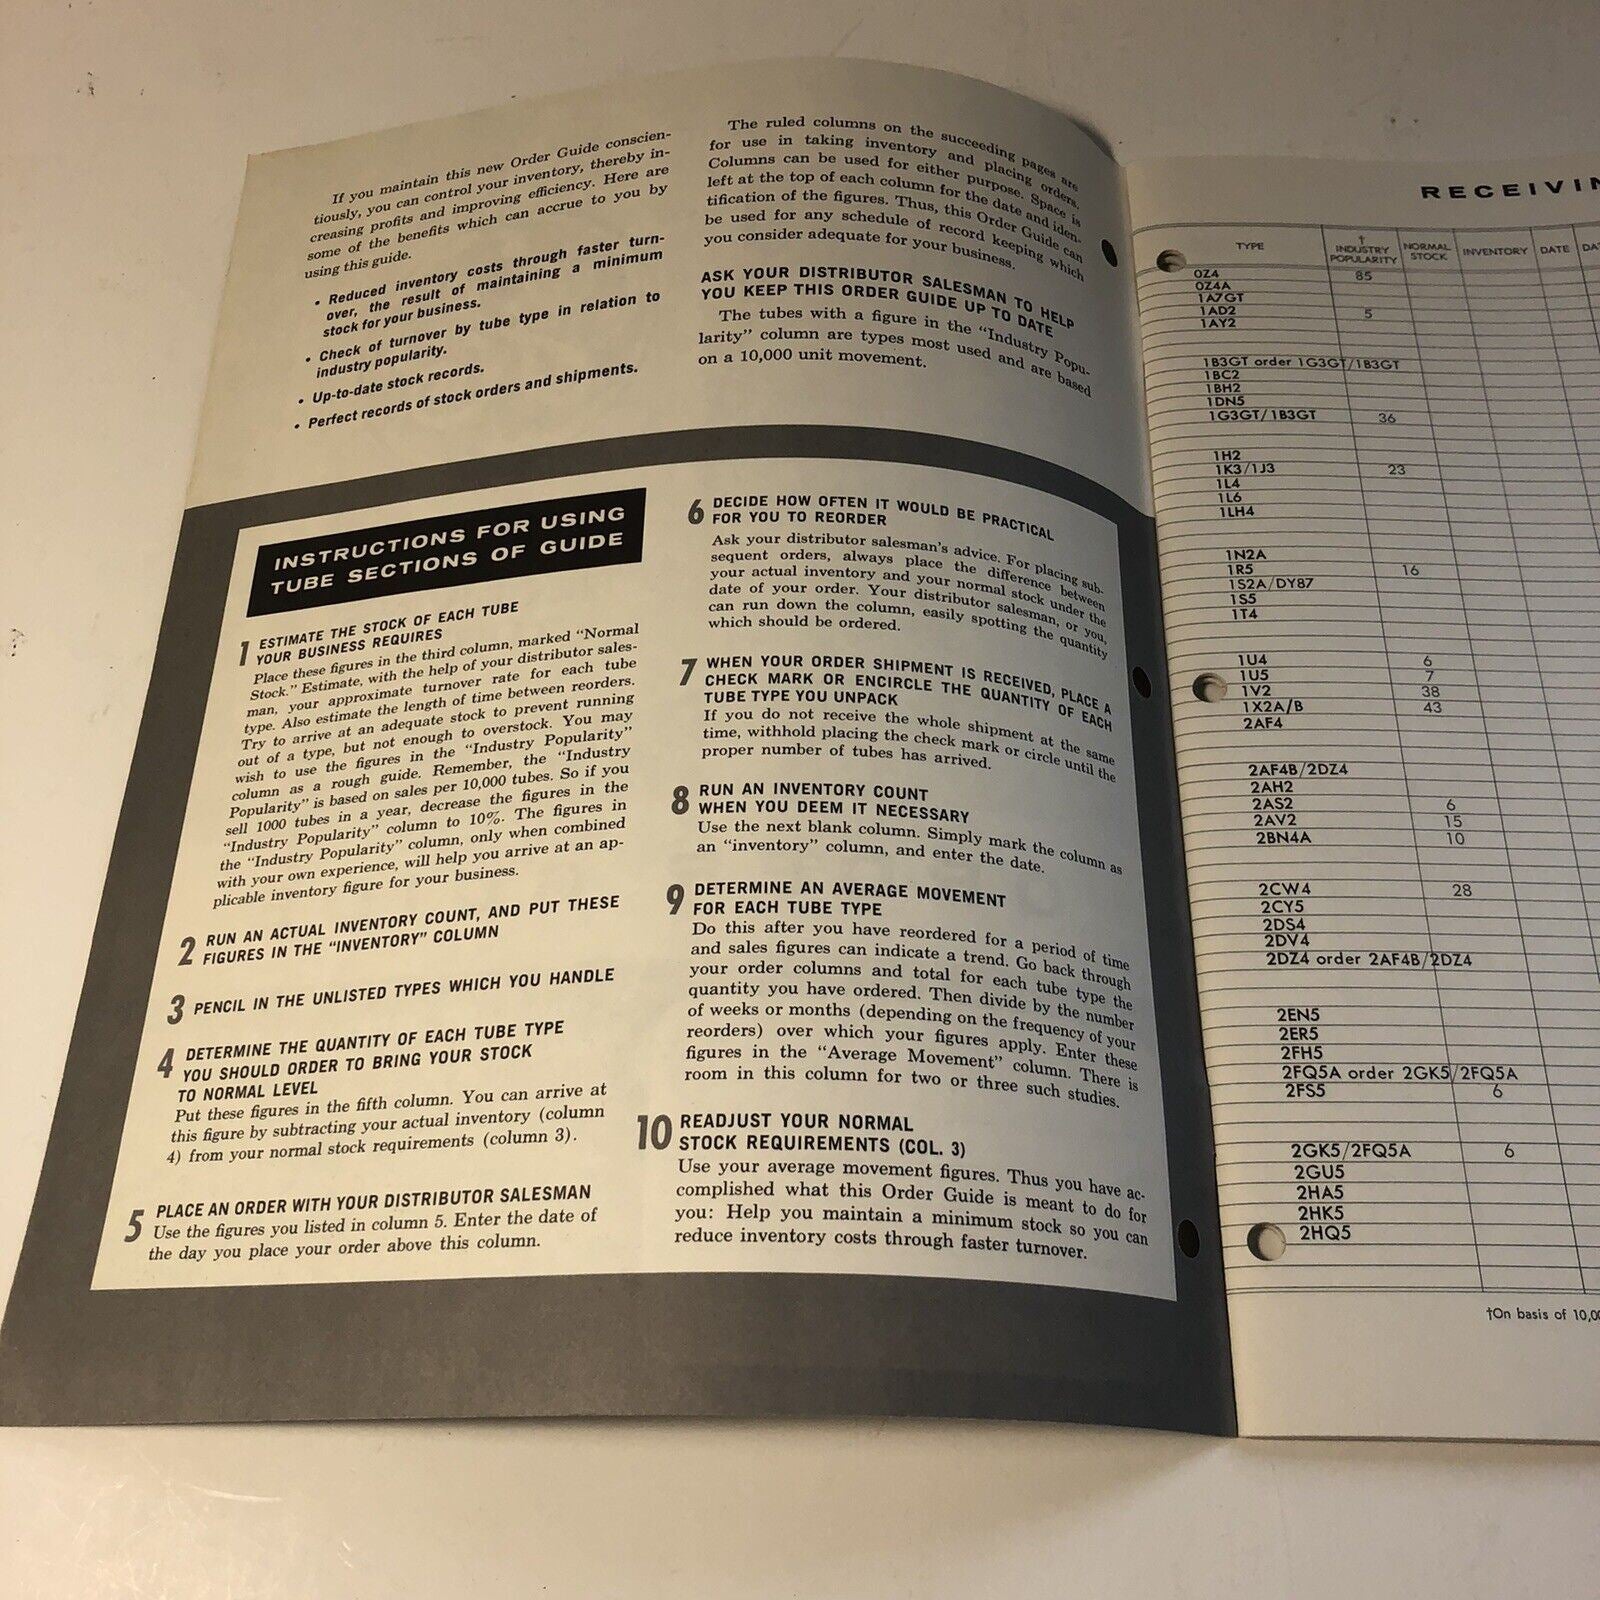 If you maintain this new Order Guide conscien-
tiously, you can control your inventory, thereby in-
creasing profits and improving efficiency. Here are
some of the benefits which can accrue to you by
using this guide.
• Reduced inventory costs through faster turn-
over, the result of maintaining a minimum
stock for your business.
• Check of turnover by tube type in relation to
industry popularity.
• Up-to-date stock records.
• Perfect records of stock orders and shipments.
The ruled columns on the succeeding pages are
for use in taking inventory and placing orders.
Columns can be used for either purpose. Space is
left at the top of each column for the date and iden-
tification of the figures. Thus, this Order Guide can
be used for any schedule of record keeping which
you consider adequate for your business.
ASK YOUR DISTRIBUTOR SALESMAN TO HELP
YOU KEEP THIS ORDER GUIDE UP TO DATE
The tubes with a figure in the “Industry Popu-
larity” column are types most used and are based
on a 10,000 unit movement.
INSTRUCTIONS FOR USING
TUBE SECTIONS OF GUIDE
1 ESTIMATE THE STOCK OF EACH TUBE
YOUR BUSINESS REQUIRES
Place these figures in the third column, marked “Normal
Stock.” Estimate, with the help of your distributor sales-
man, your approximate turnover rate for each tube
type. Also estimate the length of time between reorders.
Try to arrive at an adequate stock to prevent running
out of a type, but not enough to overstock. You may
wish to use the figures in the “Industry Popularity”
column as a rough guide. Remember, the “Industry
Popularity” is based on sales per 10,000 tubes. So if you
sell 1000 tubes in a year, decrease the figures in the
“Industry Popularity” column to 10%. The figures in
the “Industry Popularity” column, only when combined
with your own experience, will help you arrive at an ap-
plicable inventory figure for your business.
2 RUN AN ACTUAL INVENTORY COUNT, AND PUT THESE
FIGURES IN THE “INVENTORY” COLUMN
3 PENCIL IN THE UNLISTED TYPES WHICH YOU HANDLE
4 DETERMINE THE QUANTITY OF EACH TUBE TYPE
YOU SHOULD ORDER TO BRING YOUR STOCK
TO NORMAL LEVEL
Put these figures in the fifth column. You can arrive at
this figure by subtracting your actual inventory (column
4) from your normal stock requirements (column 3).
5 PLACE AN ORDER WITH YOUR DISTRIBUTOR SALESMAN
Use the figures you listed in column 5. Enter the date of
the day you place your order above this column.
6 DECIDE HOW OFTEN IT WOULD BE PRACTICAL
FOR YOU TO REORDER
Ask your distributor salesman’s advice. For placing sub-
sequent orders, always place the difference between
your actual inventory and your normal stock under the
date of your order. Your distributor salesman, or you,
can run down the column, easily spotting the quantity
which should be ordered.
7 WHEN YOUR ORDER SHIPMENT IS RECEIVED, PLACE A
CHECK MARK OR ENCIRCLE THE QUANTITY OF EACH
TUBE TYPE YOU UNPACK
If you do not receive the whole shipment at the same
time, withhold placing the check mark or circle until the
proper number of tubes has arrived.
8 RUN AN INVENTORY COUNT
WHEN YOU DEEM IT NECESSARY
Use the next blank column. Simply mark the column as
an “inventory” column, and enter the date.
9 DETERMINE AN AVERAGE MOVEMENT
FOR EACH TUBE TYPE
Do this after you have reordered for a period of time
and sales figures can indicate a trend. Go back through
your order columns and total for each tube type the
quantity you have ordered. Then divide by the number
of weeks or months (depending on the frequency of your
reorders) over which your figures apply. Enter these
figures in the “Average Movement” column. There is
room in this column for two or three such studies.
10 READJUST YOUR NORMAL
STOCK REQUIREMENTS (COL. 3)
Use your average movement figures. Thus you have ac-
complished what this Order Guide is meant to do for
you: Help you maintain a minimum stock so you can
reduce inventory costs through faster turnover.
RECEIVIN
TYPE † INDUSTRY POPULARITY NORMAL STOCK INVENTORY DATE DA
0Z4 85
0Z4A
1A7GT
1AD2 5
1AY2
1B3GT order 1G3GT/1B3GT
1BC2
1BH2
1DN5
1G3GT/1B3GT 36
1H2
1K3/1J3 23
1L4
1L6
1LH4
1N2A
1R5 16
1S2A/DY87
1S5
1T4
1U4 6
1U5 7
1V2 38
1X2A/B 43
2AF4
2AF4B/2DZ4
2AH2
2AS2 6
2AV2 15
2BN4A 10
2CW4 28
2CY5
2DS4
2DV4
2DZ4 order 2AF4B/2DZ4
2EN5
2ER5
2FH5
2FQ5A order 2GK5/2FQ5A
2FS5 6
2GK5/2FQ5A 6
2GU5
2HA5
2HK5
2HQ5
†On basis of 10,00